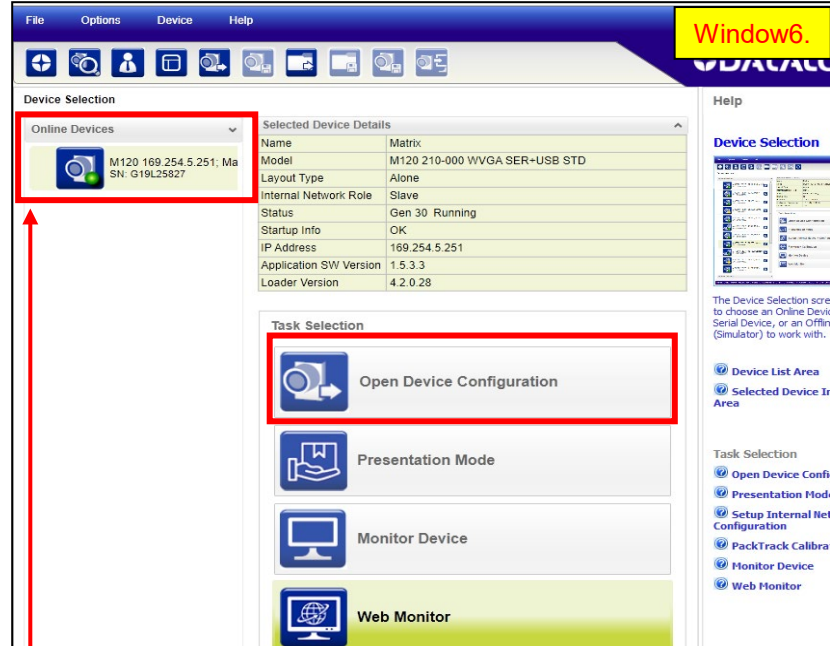 File Options Device Help
Window6.
Device Selection
Online Devices
M120 169.254.5.251; Ma
SN: G19L25827
Selected Device Details
Name Matrix
Model M120 210-000 WVGA SER+USB STD
Layout Type Alone
Internal Network Role Slave
Status Gen 30 Running
Startup Info OK
IP Address 169.254.5.251
Application SW Version 1.5.3.3
Loader Version 4.2.0.28
Task Selection
Open Device Configuration
Presentation Mode
Monitor Device
Web Monitor
Help
Device Selection
The Device Selection scre
to choose an Online Devic
Serial Device, or an Offlin
(Simulator) to work with.
Device List Area
Selected Device In
Area
Task Selection
Open Device Confi
Presentation Mode
Setup Internal Net
Configuration
PackTrack Calibra
Monitor Device
Web Monitor